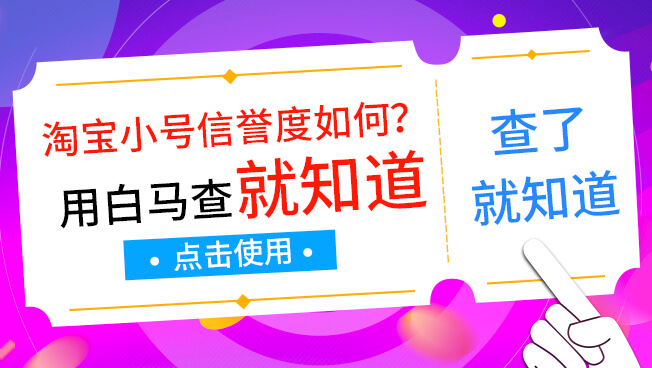 淘宝小号信誉度如何?
用白马查就知道
• 点击使用 •
查了
就知道